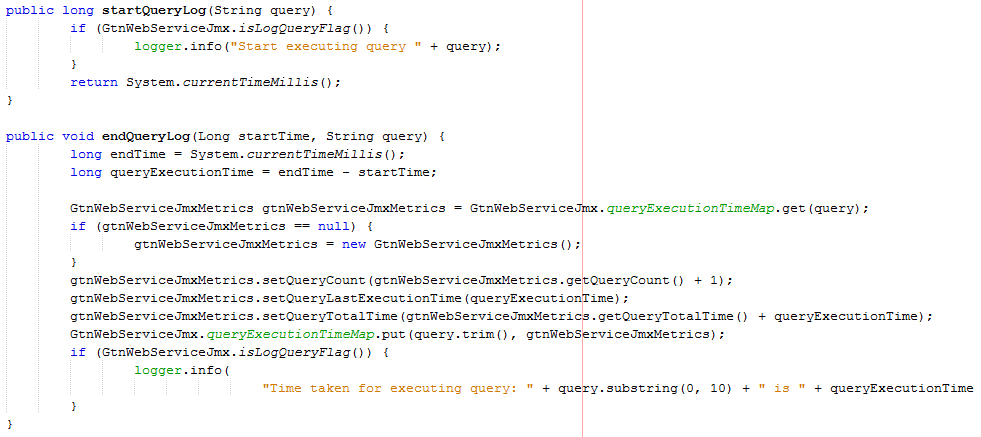 public long startQueryLog(String query) {
if (GtnWebServiceJmx.isLogQueryFlag()) {
logger.info("Start executing query " + query);
}
return System.currentTimeMillis();
}
public void endQueryLog(Long startTime, String query) {
long endTime = System.currentTimeMillis();
long queryExecutionTime = endTime - startTime;
GtnWebServiceJmxMetrics gtnWebServiceJmxMetrics = GtnWebServiceJmx.queryExecutionTimeMap.get(query);
if (gtnWebServiceJmxMetrics == null) {
gtnWebServiceJmxMetrics = new GtnWebServiceJmxMetrics();
}
gtnWebServiceJmxMetrics.setQueryCount(gtnWebServiceJmxMetrics.getQueryCount() + 1);
gtnWebServiceJmxMetrics.setQueryLastExecutionTime(queryExecutionTime);
gtnWebServiceJmxMetrics.setQueryTotalTime(gtnWebServiceJmxMetrics.getQueryTotalTime() + queryExecutionTime);
GtnWebServiceJmx.queryExecutionTimeMap.put(query.trim(), gtnWebServiceJmxMetrics);
if (GtnWebServiceJmx.isLogQueryFlag()) {
logger.info(
"Time taken for executing query: " + query.substring(0, 10) + " is " + queryExecutionTime
}
}